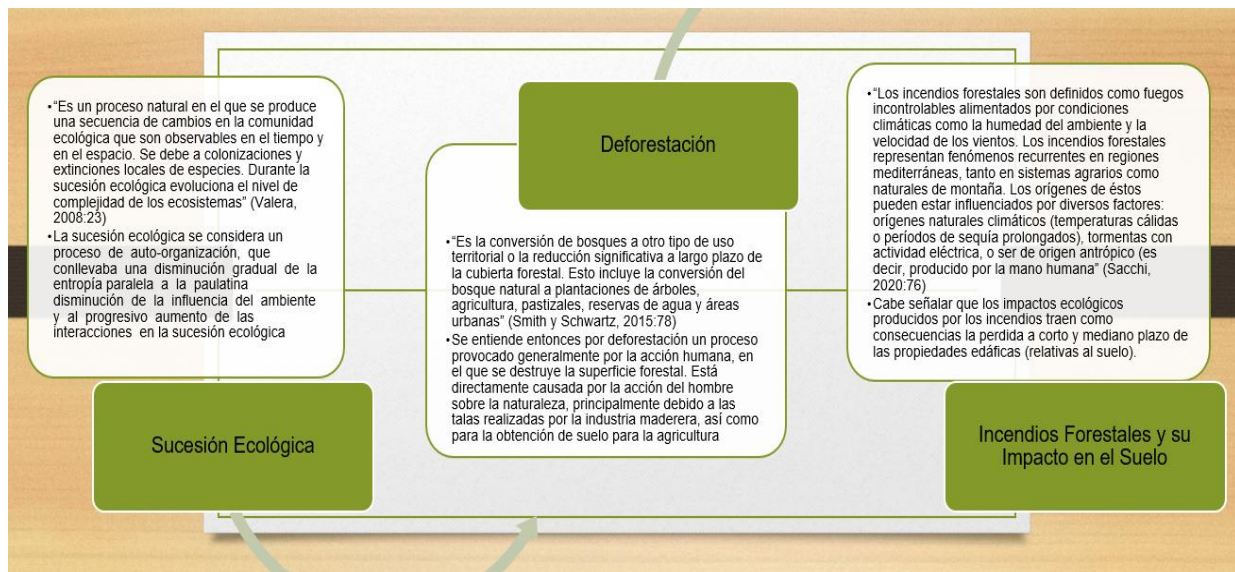 •“Es un proceso natural en el que se produce
una secuencia de cambios en la comunidad
ecológica que son observables en el tiempo y
en el espacio. Se debe a colonizaciones y
extinciones locales de especies. Durante la
sucesión ecológica evoluciona el nivel de
complejidad de los ecosistemas” (Valera,
2008:23)
•La sucesión ecológica se considera un
proceso de auto-organización, que
conllevaba una disminución gradual de la
entropía paralela a la paulatina
disminución de la influencia del ambiente
y al progresivo aumento de las
interacciones en la sucesión ecológica
Sucesión Ecológica
Deforestación
•“Es la conversión de bosques a otro tipo de uso
territorial o la reducción significativa a largo plazo de
la cubierta forestal. Esto incluye la conversión del
bosque natural a plantaciones de árboles,
agricultura, pastizales, reservas de agua y áreas
urbanas” (Smith y Schwartz, 2015:78)
•Se entiende entonces por deforestación un proceso
provocado generalmente por la acción humana, en
el que se destruye la superficie forestal. Está
directamente causada por la acción del hombre
sobre la naturaleza, principalmente debido a las
talas realizadas por la industria maderera, así como
para la obtención de suelo para la agricultura
•“Los incendios forestales son definidos como fuegos
incontrolables alimentados por condiciones
climáticas como la humedad del ambiente y la
velocidad de los vientos. Los incendios forestales
representan fenómenos recurrentes en regiones
mediterráneas, tanto en sistemas agrarios como
naturales de montaña. Los orígenes de éstos
pueden estar influenciados por diversos factores:
orígenes naturales climáticos (temperaturas cálidas
o períodos de sequía prolongados), tormentas con
actividad eléctrica, o ser de origen antrópico (es
decir, producido por la mano humana” (Sacchi,
2020:76)
•Cabe señalar que los impactos ecológicos
producidos por los incendios traen como
consecuencias la perdida a corto y mediano plazo de
las propiedades edáficas (relativas al suelo).
Incendios Forestales y su
Impacto en el Suelo